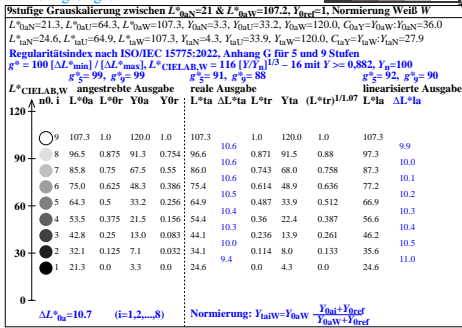 9stufige Grauskalierung zwischen L*0aN=21 & L*0aW=107.2, Y0ref=1, Normierung Weiß W
L*0aN=21.3, L*0aU=64.3, L*0aW=107.3, Y0aN=3.3, Y0aU=33.2, Y0aW=120.0, C0aY=Y0aW:Y0aN=36.0
L*taN=24.6, L*taU=64.9, L*taW=107.3, YtaN=4.3, YtaU=33.9, YtaW=120.0, CtaY=YtaW:YtaN=27.9
Regularitätsindex nach ISO/IEC 15775:2022, Anhang G für 5 und 9 Stufen
g* = 100 [ΔL*min] / [ΔL*max], L*CIELAB,W = 116 [Y/Yn]1/3 – 16 mit Y >= 0,882, Yn=100
g*5= 99, g*9= 99 g*5= 91, g*9= 88 g*5= 92, g*9= 90
L*CIELAB,W angestrebte Ausgabe reale Ausgabe linearisierte Ausgabe
n0. i L*0a L*0r Y0a Y0r L*ta ΔL*ta L*tr Yta (L*tr)1/1.07 L*la ΔL*la
120
9 107.3 1.0 120.0 1.0 107.3 1.0 120.0 1.0 107.3
10.6 9.9
8 96.5 0.875 91.3 0.754 96.6 0.871 91.5 0.88 97.3
10.6 10.0
90
7 85.8 0.75 67.5 0.55 86.0 0.743 68.0 0.758 87.3
10.6 10.1
6 75.0 0.625 48.3 0.386 75.4 0.614 48.9 0.636 77.2
10.5 10.2
5 64.3 0.5 33.2 0.256 64.9 0.487 33.9 0.512 66.9
60
10.4 10.3
4 53.5 0.375 21.5 0.156 54.4 0.36 22.4 0.387 56.6
10.3 10.4
3 42.8 0.25 13.0 0.083 44.1 0.236 13.9 0.261 46.2
10.0 10.5
30
2 32.1 0.125 7.1 0.032 34.1 0.114 8.0 0.133 35.6
9.4 11.0
1 21.3 0.0 3.3 0.0 24.6 0.0 4.3 0.0 24.6
0
ΔL*0a=10.7 (i=1,2,...,8) Normierung: YtaiW=Y0aW Y0ai+Y0ref
Y0aW+Y0ref